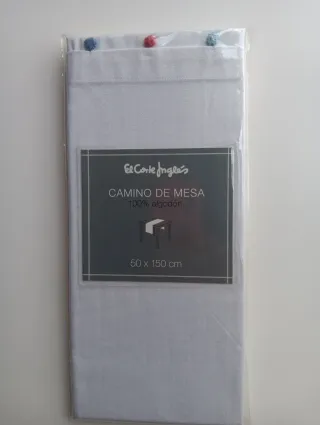 El Corte Inglés
CAMINO DE MESA
100% algodón
50 x 150 cm